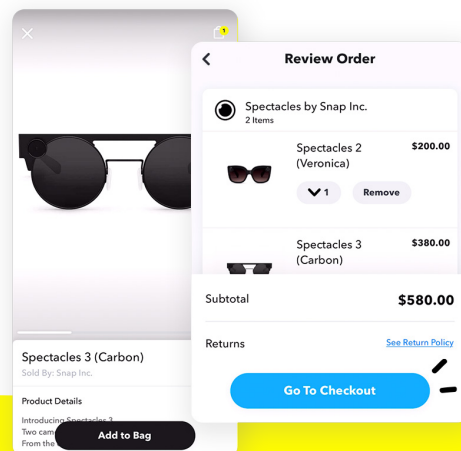 1
Spectacles 3 (Carbon)
Sold By: Snap Inc.
Product Details
Introducing Spectacles 3
Two cam
From the
Add to Bag
Review Order
Spectacles by Snap Inc.
2 Items
Spectacles 2
(Veronica)
$200.00
1
Remove
Spectacles 3
(Carbon)
$380.00
Subtotal
$580.00
Returns
See Return Policy
Go To Checkout